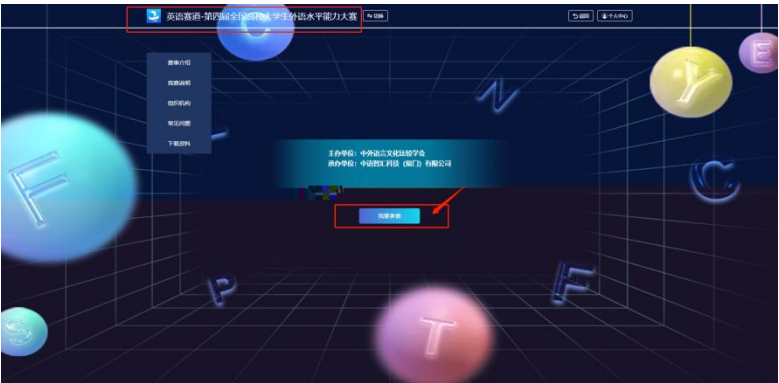 英语赛道-第四届全国高校大学生外语水平能力大赛
切换
返回
个人中心
赛事介绍
竞赛说明
组织机构
常见问题
下载资料
主办单位：中外语言文化比较学会
承办单位：中语智汇科技（厦门）有限公司
我要参赛
F
C
N
Y
E
C
P
F
S
T